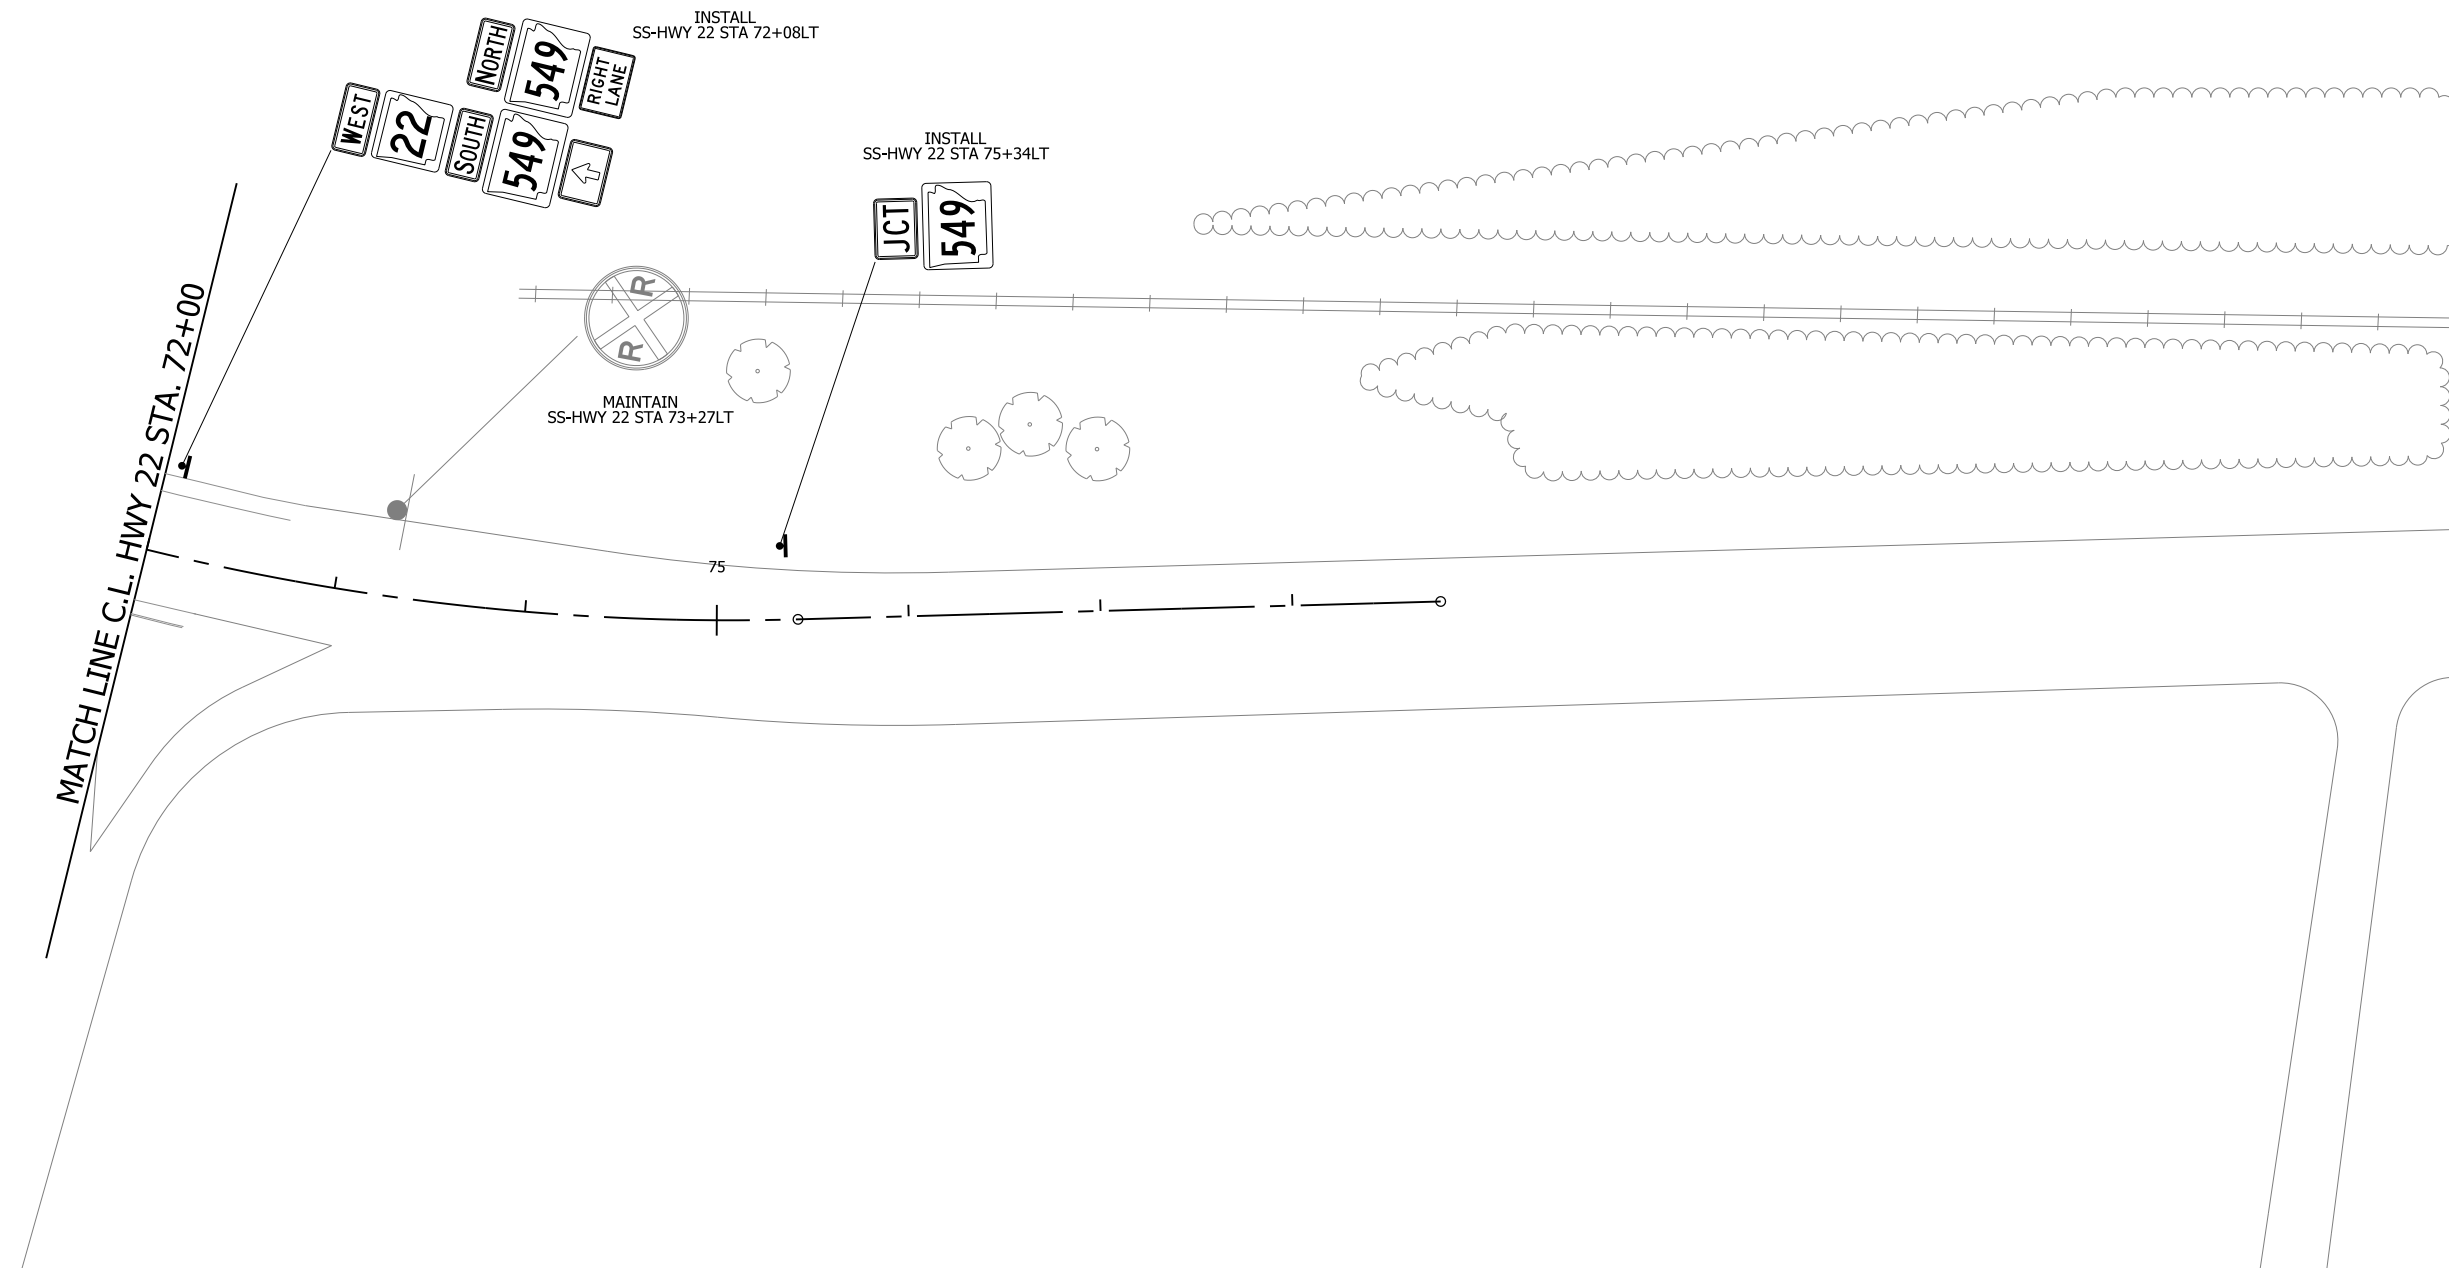 INSTALL
SS-HWY 22 STA 72+08LT
NORTH
549
RIGHT
LANE
WEST
22
SOUTH
549
INSTALL
SS-HWY 22 STA 75+34LT
JCT
549
R
R
MAINTAIN
SS-HWY 22 STA 73+27LT
MATCH LINE C.L. HWY 22 STA. 72+00
75